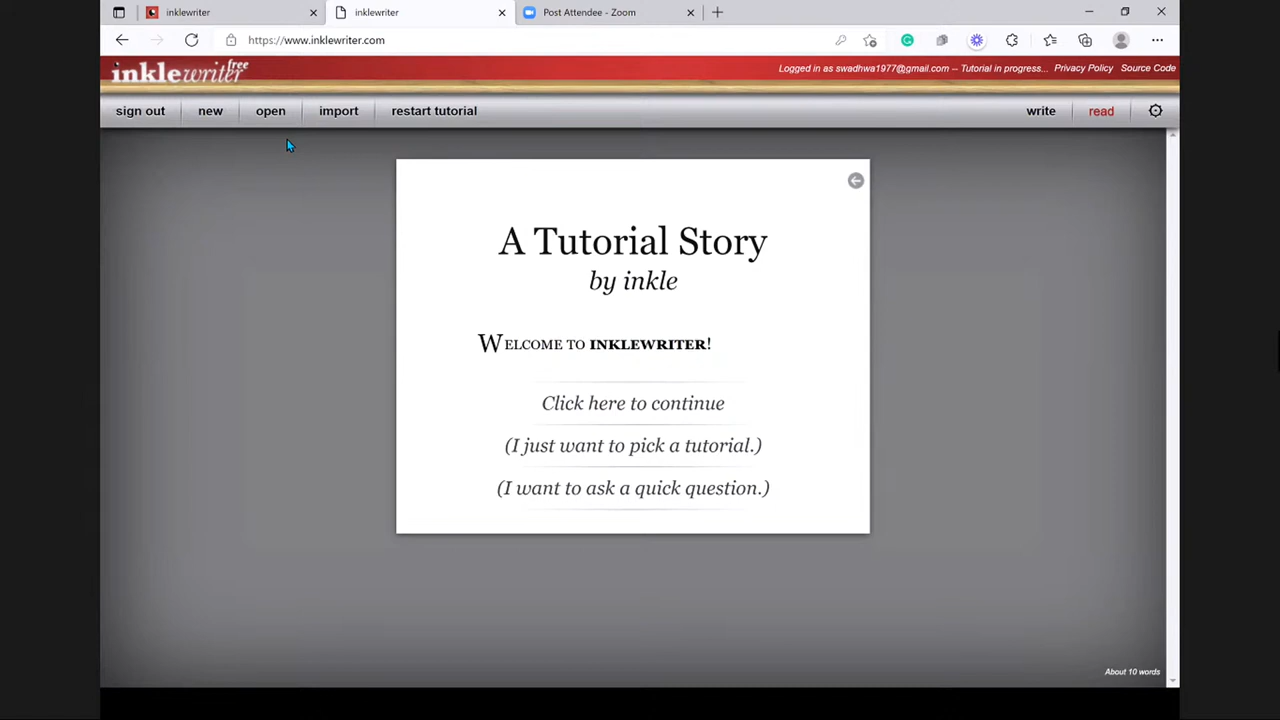 inklewriter
inklewriter
Post Attendee - Zoom
https://www.inklewriter.com
inklewriter free
Logged in as swadhwa1977@gmail.com -- Tutorial in progress...
Privacy Policy
Source Code
sign out
new
open
import
restart tutorial
write
read
A Tutorial Story
by inkle
WELCOME TO INKLEWRITER!
Click here to continue
(I just want to pick a tutorial.)
(I want to ask a quick question.)
About 10 words